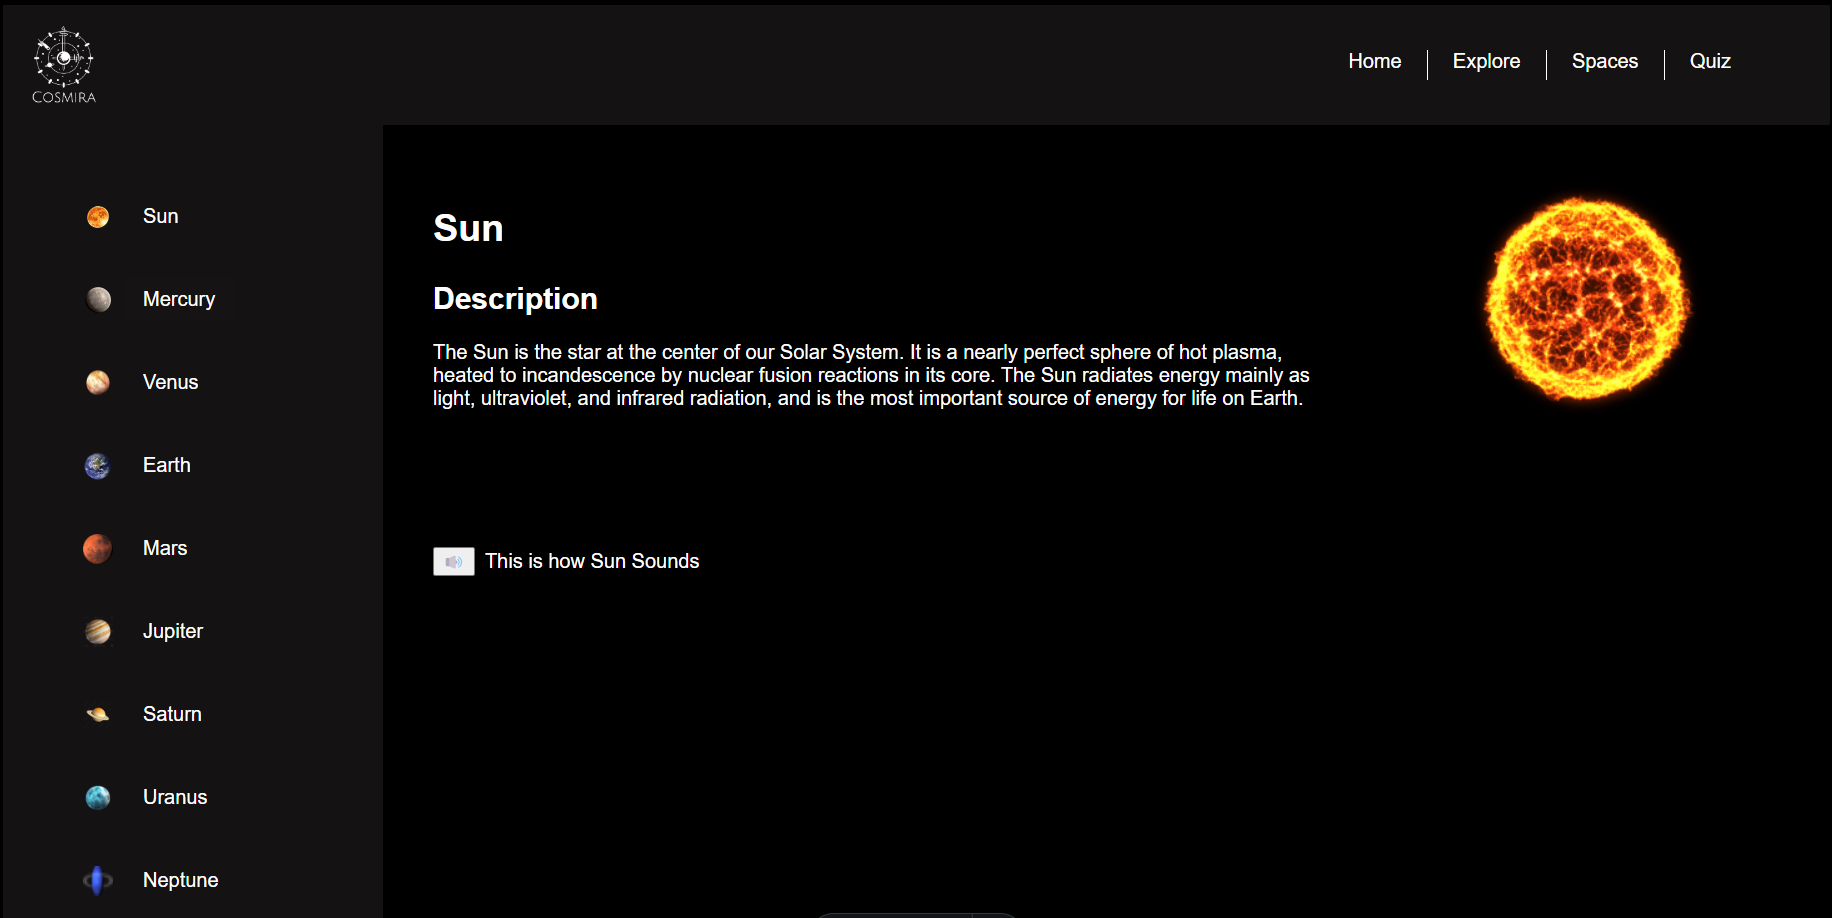 COSMIRA
Home
Explore
Spaces
Quiz
Sun
Mercury
Venus
Earth
Mars
Jupiter
Saturn
Uranus
Neptune
Sun
Description
The Sun is the star at the center of our Solar System. It is a nearly perfect sphere of hot plasma,
heated to incandescence by nuclear fusion reactions in its core. The Sun radiates energy mainly as
light, ultraviolet, and infrared radiation, and is the most important source of energy for life on Earth.
This is how Sun Sounds